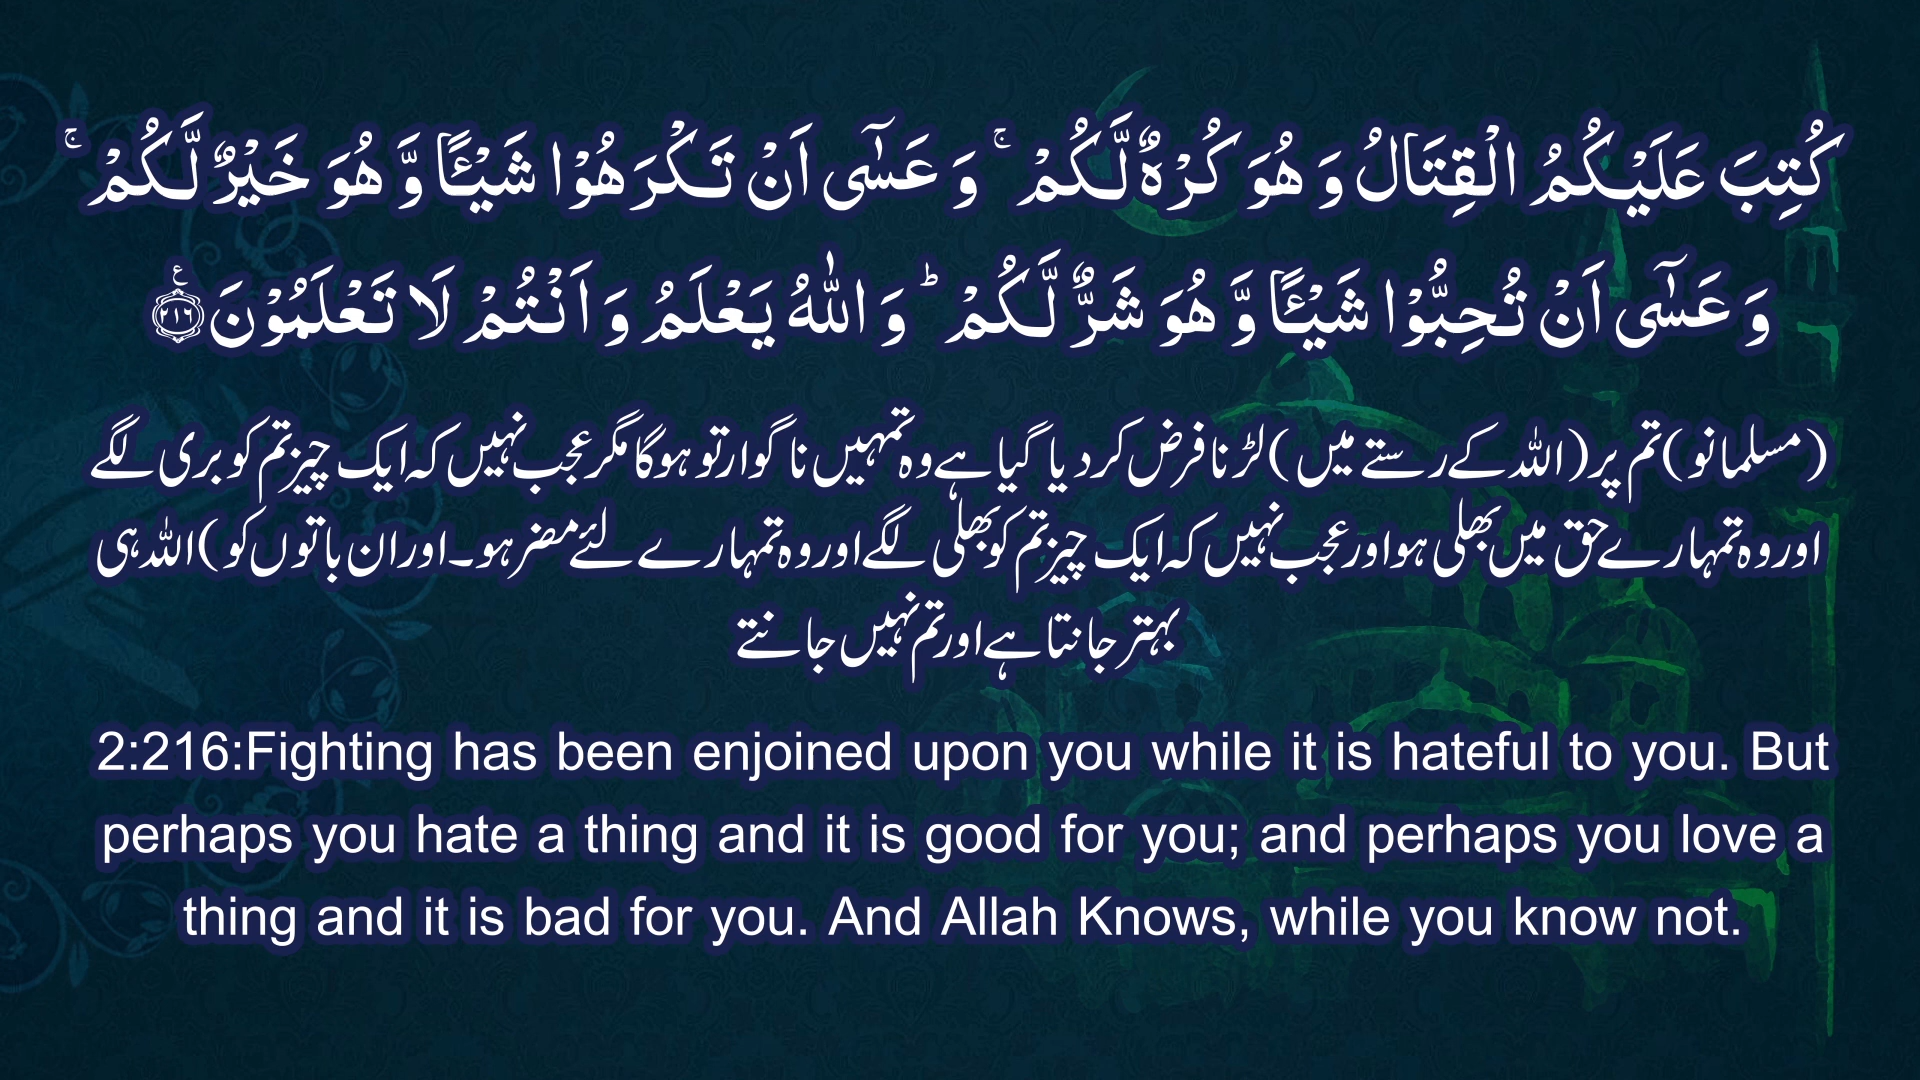 كُتِبَ عَلَيْكُمُ الْقِتَالُ وَ هُوَ كُرْهٌ لَّكُمْ ۚ وَ عَسٰۤى اَنْ تَكْرَهُوْا شَیْـًٔا وَّ هُوَ خَیْرٌ لَّكُمْ ۚ
وَ عَسٰۤى اَنْ تُحِبُّوْا شَیْـًٔا وَّ هُوَ شَرٌّ لَّكُمْ ؕ وَ اللّٰهُ یَعْلَمُ وَ اَنْتُمْ لَا تَعْلَمُوْنَ ﴿۲۱۶﴾ ع
(مسلمانو) تم پر (الله کے رستے میں) لڑنا فرض کر دیا گیا ہے وہ تمہیں ناگوار تو ہوگا مگر عجب نہیں کہ ایک چیز تم کو بری لگے
اور وہ تمہارے حق میں بھلی ہو اور عجب نہیں کہ ایک چیز تم کو بھلی لگے اور وہ تمہارے لئے مضر ہو۔ اور ان باتوں کو) الله ہی
بہتر جانتا ہے اور تم نہیں جانتے
2:216:Fighting has been enjoined upon you while it is hateful to you. But
perhaps you hate a thing and it is good for you; and perhaps you love a
thing and it is bad for you. And Allah Knows, while you know not.